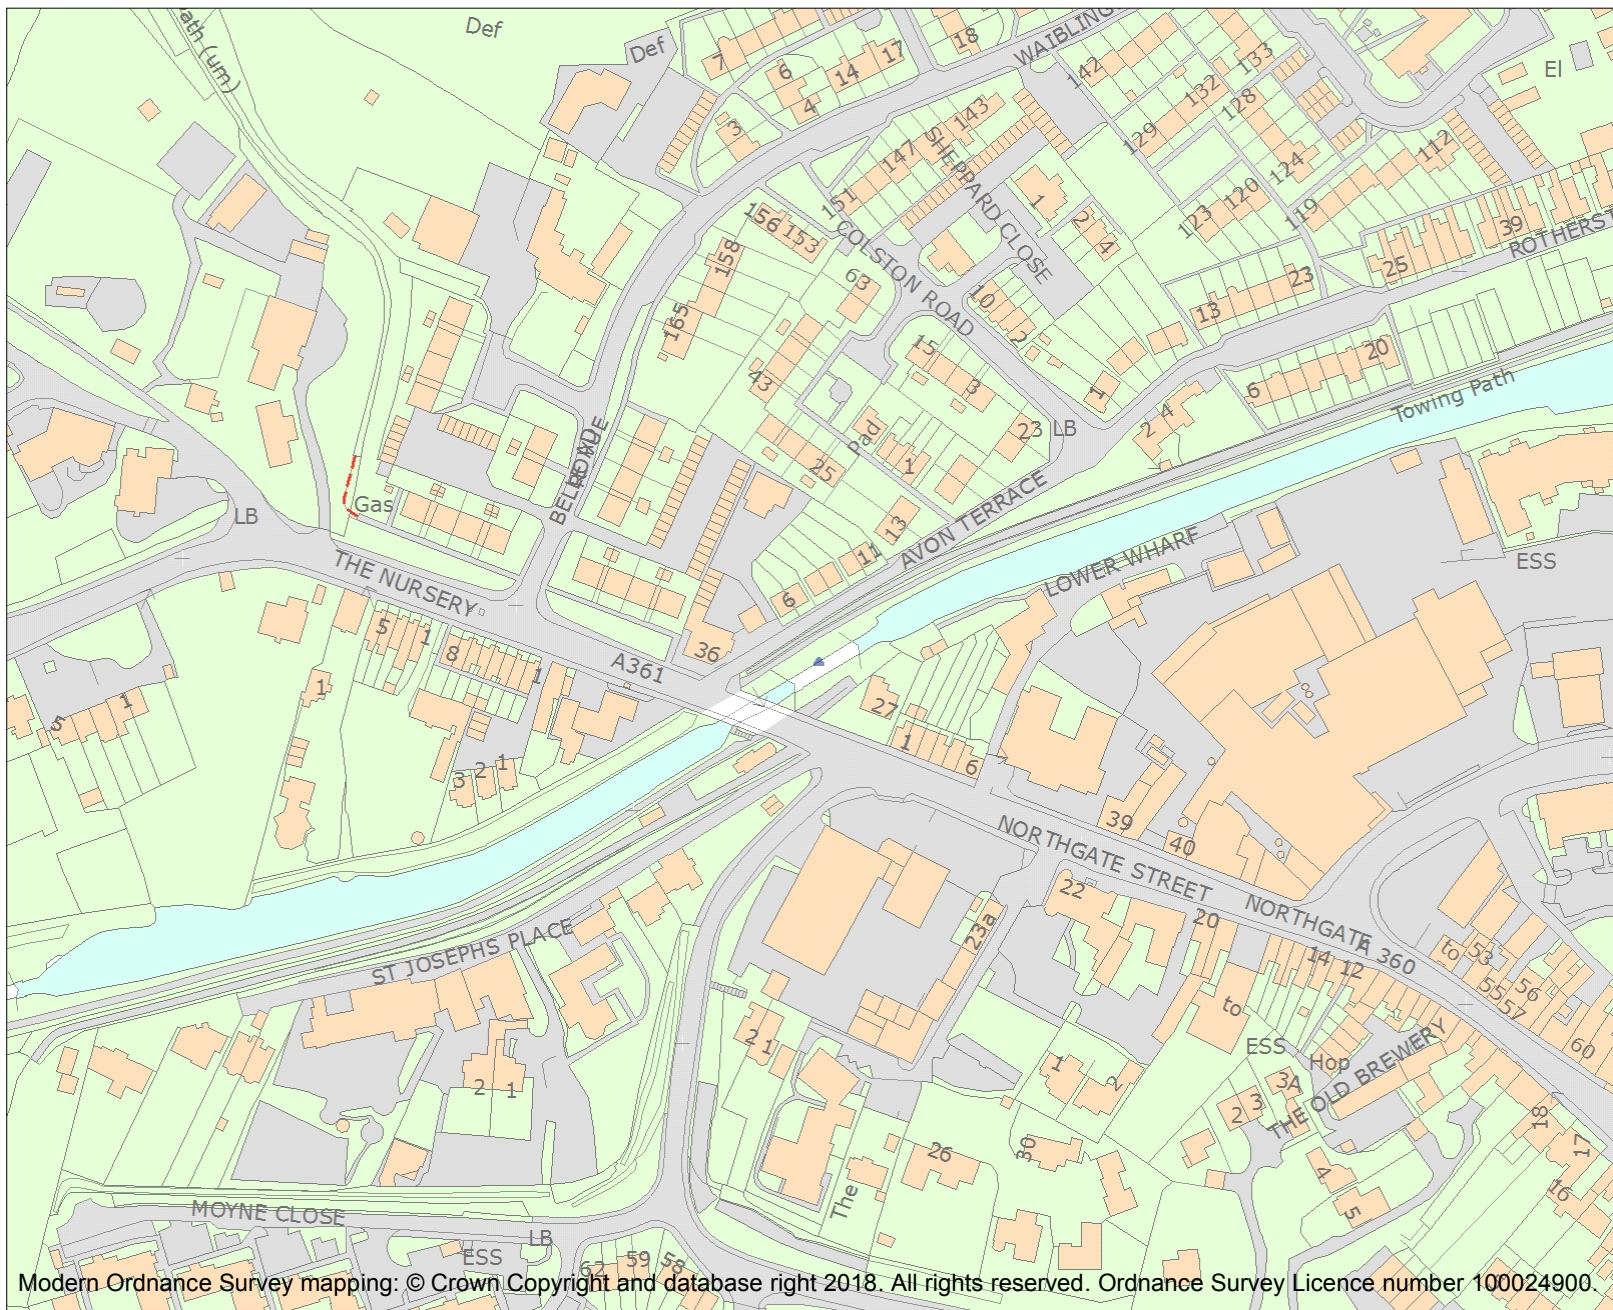 Path (um)
Def
Def
7
6
14
17
18
4
3
WAIBLING
142
132
133
128
129
El
143
147
151
SHEPPARD CLOSE
1
2
4
124
112
120
123
119
39
ROTHERST
25
156
153
158
165
COLSTON ROAD
63
10
2
23
13
43
15
3
1
20
6
Towing Path
4
2
23
LB
Pad
1
25
BELLE VUE
ROAD
Gas
LB
13
AVON TERRACE
11
6
LOWER WHARF
ESS
THE NURSERY
5
1
8
1
A361
36
1
5
1
3
2
1
27
1
6
39
40
NORTHGATE STREET
22
20
NORTHGATE
A 360
23a
14
12
to
53
55
56
57
60
to
ST JOSEPHS PLACE
2
1
2
1
1
2
ESS
Hop
3A
THE OLD BREWERY
2
3
18
17
16
4
5
26
30
The
MOYNE CLOSE
LB
ESS
62
59
58
Modern Ordnance Survey mapping: © Crown Copyright and database right 2018. All rights reserved. Ordnance Survey Licence number 100024900.